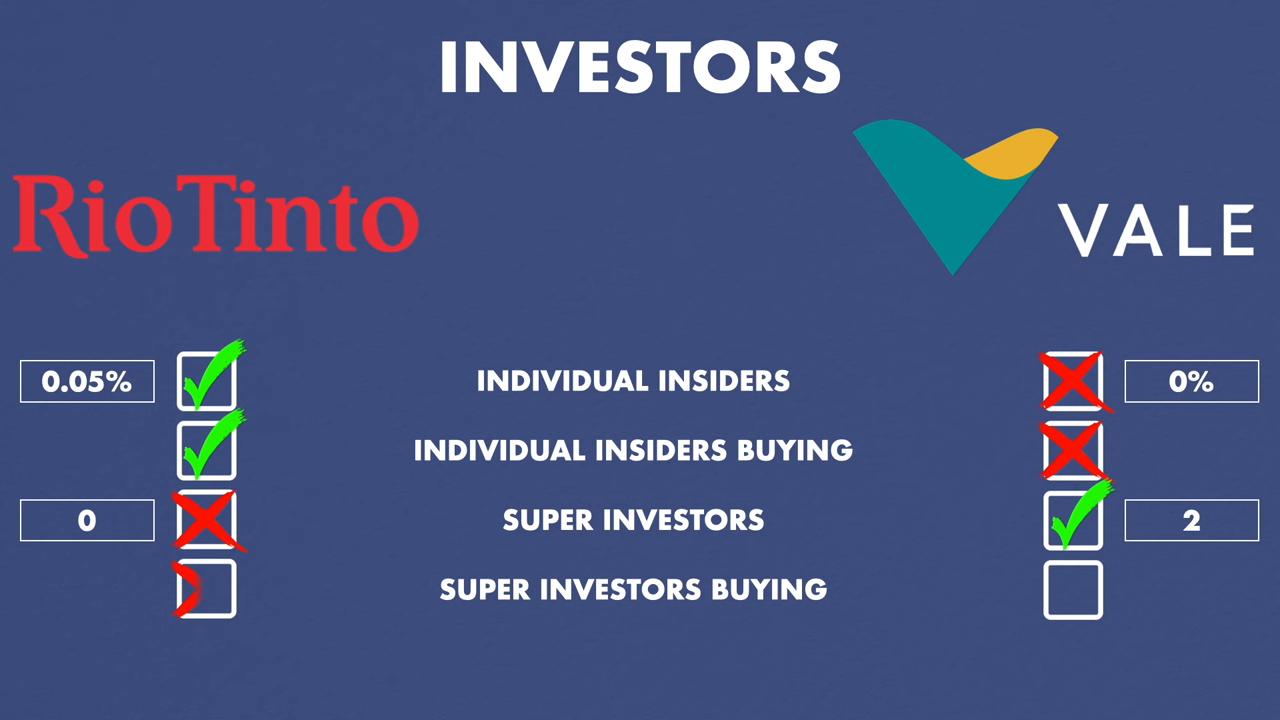 INVESTORS
RioTinto
VALE
0.05% INDIVIDUAL INSIDERS 0%
INDIVIDUAL INSIDERS BUYING
0 SUPER INVESTORS 2
SUPER INVESTORS BUYING